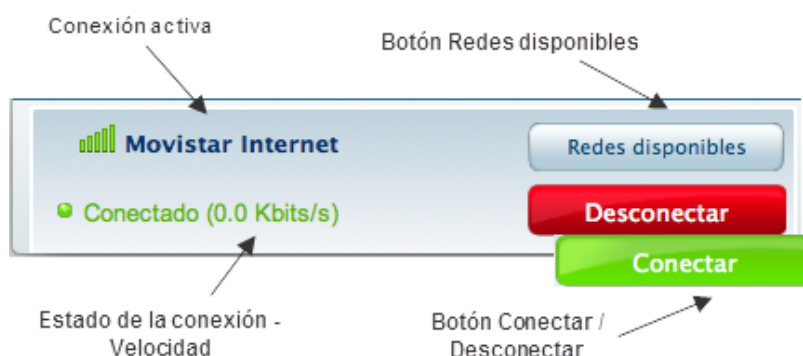 Conexión activa
Botón Redes disponibles
Movistar Internet
Redes disponibles
Conectado (0.0 Kbits/s)
Desconectar
Conectar
Estado de la conexión -
Velocidad
Botón Conectar /
Desconectar